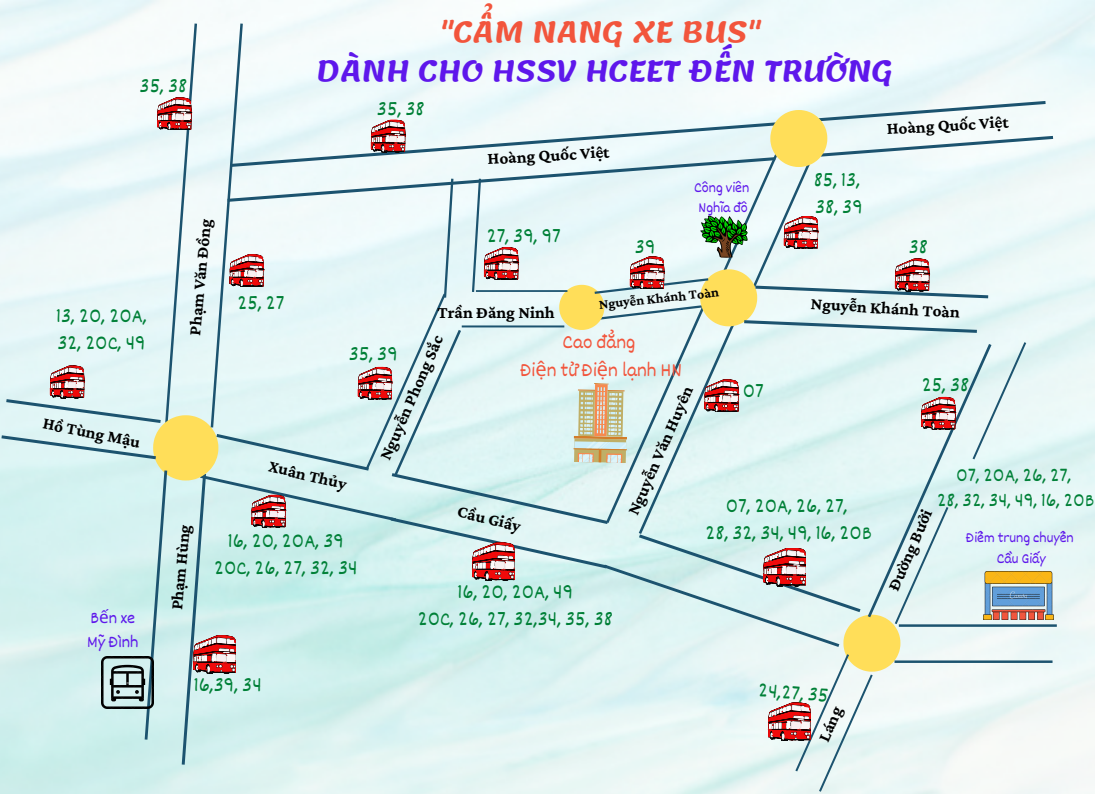 "CẨM NANG XE BUS"
DÀNH CHO HSSV HCEET ĐẾN TRƯỜNG
35, 38
35, 38
Hoàng Quốc Việt
Hoàng Quốc Việt
Công viên
Nghĩa đô
85, 13,
38, 39
27, 39, 97
39
38
Phạm Văn Đồng
25, 27
Trần Đăng Ninh
Nguyễn Khánh Toàn
Nguyễn Khánh Toàn
13, 20, 20A,
32, 20C, 49
Cao đẳng
Điện tử Điện lạnh HN
35, 39
Nguyễn Phong Sắc
07
Nguyễn Văn Huyên
25, 38
Hồ Tùng Mậu
Xuân Thủy
Cầu Giấy
07, 20A, 26, 27,
28, 32, 34, 49, 16, 20B
07, 20A, 26, 27,
28, 32, 34, 49, 16, 20B
Đường Bưởi
Điểm trung chuyên
Cầu Giấy
Phạm Hùng
16, 20, 20A, 39
20C, 26, 27, 32, 34
16, 20, 20A, 49
20C, 26, 27, 32,34, 35, 38
Bến xe
Mỹ Đình
16,39, 34
24,27, 35
Láng